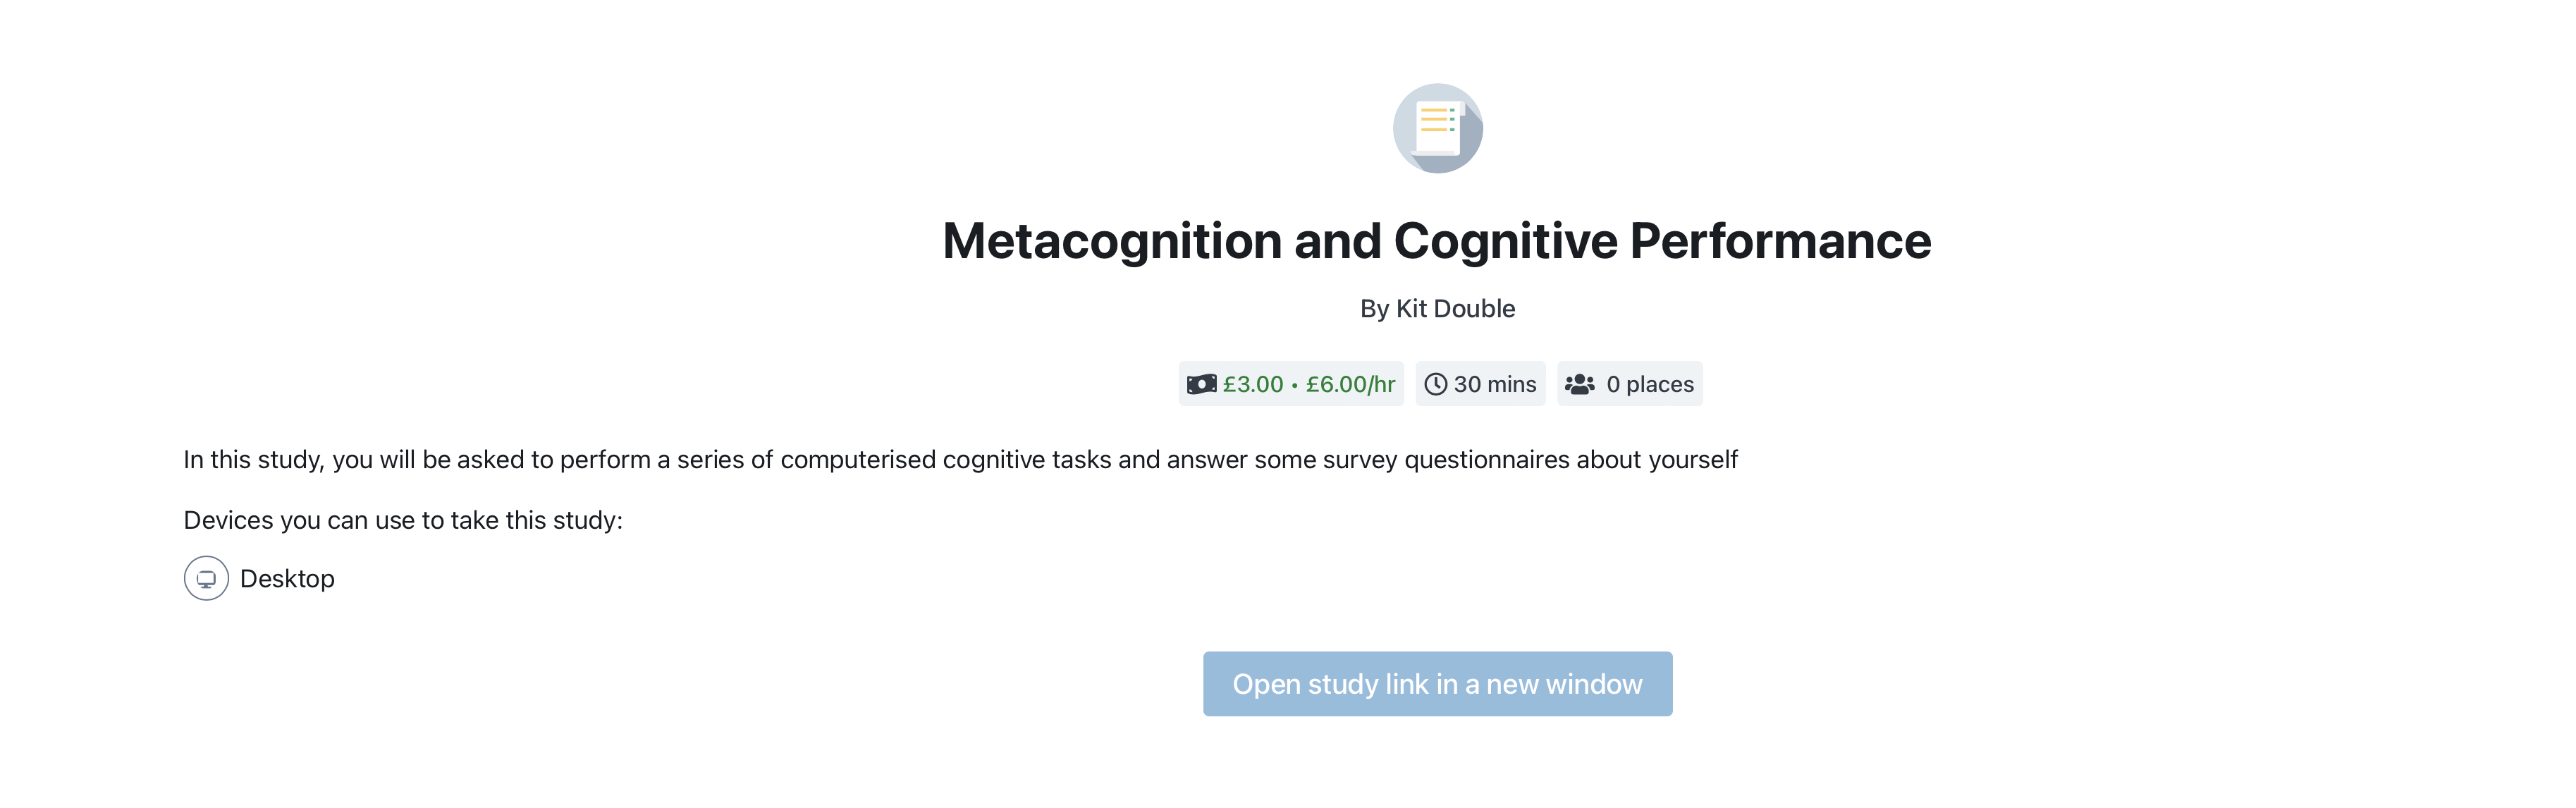 Metacognition and Cognitive Performance
By Kit Double
£3.00 • £6.00/hr 30 mins 0 places
In this study, you will be asked to perform a series of computerised cognitive tasks and answer some survey questionnaires about yourself
Devices you can use to take this study:
Desktop
Open study link in a new window